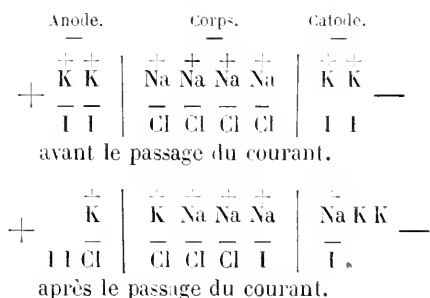 Anode. Corps. Catode.
— — —
+ + + + + + + +
+ K K | Na Na Na Na | K K —
— — — — — — — —
I I | Cl Cl Cl Cl | I I
avant le passage du courant.
+ + + + + +
+ K | K Na Na Na | Na K K —
— — — — — —
I I Cl | Cl Cl Cl I | I.
après le passage du courant.